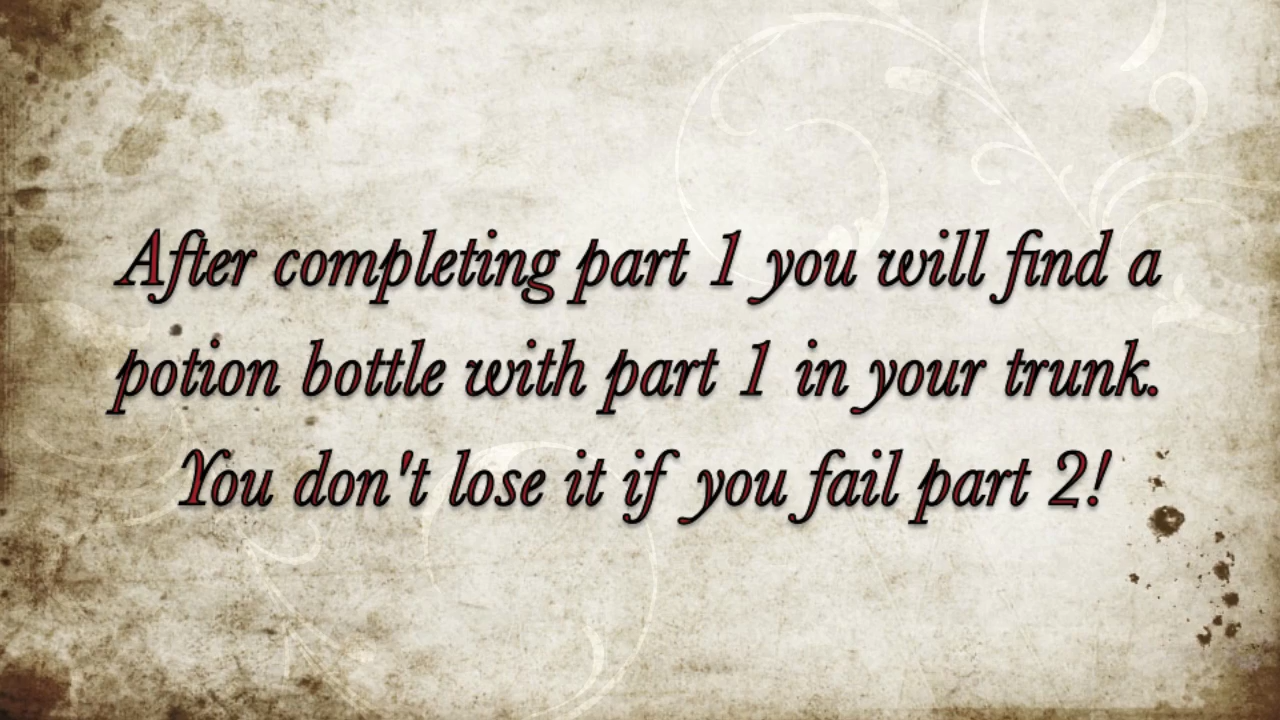 After completing part 1 you will find a
potion bottle with part 1 in your trunk.
You don't lose it if you fail part 2!